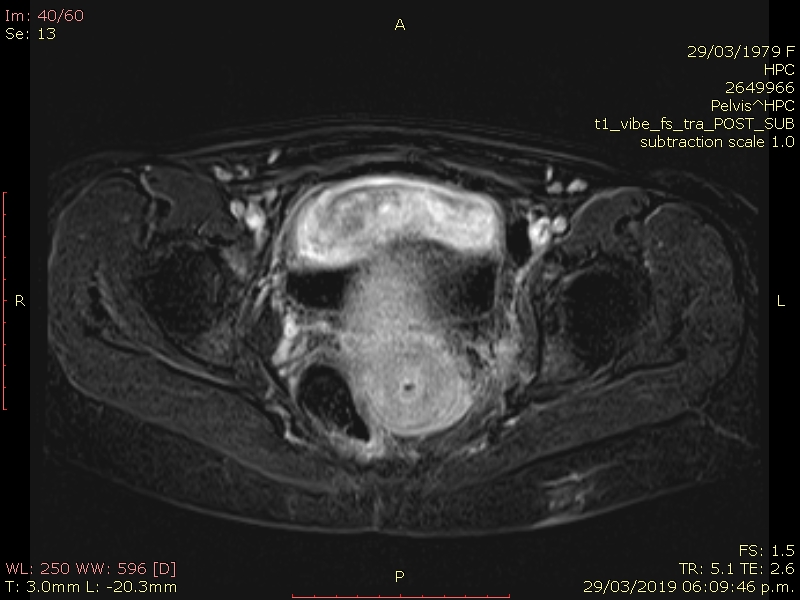 Im: 40/60
Se: 13
A
29/03/1979 F
HPC
2649966
Pelvis^HPC
t1_vibe_fs_tra_POST_SUB
subtraction scale 1.0
R
L
WL: 250 WW: 596 [D]
T: 3.0mm L: -20.3mm
P
FS: 1.5
TR: 5.1 TE: 2.6
29/03/2019 06:09:46 p.m.